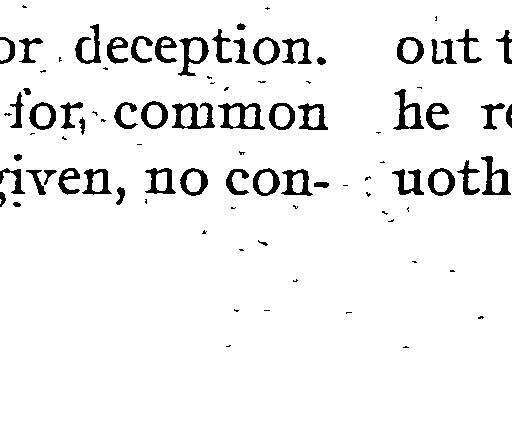 or deception.
for, common
given, no con-
out t
he re
uoth